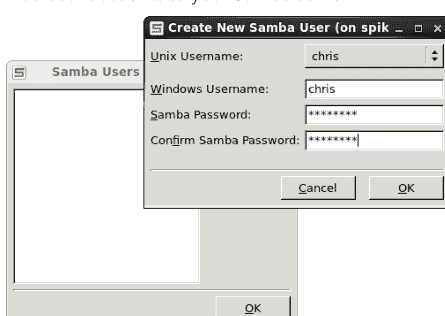 Create New Samba User (on spik
Unix Username: chris
Samba Users
Windows Username: chris
Samba Password: ********
Confirm Samba Password: ********
Cancel OK
OK